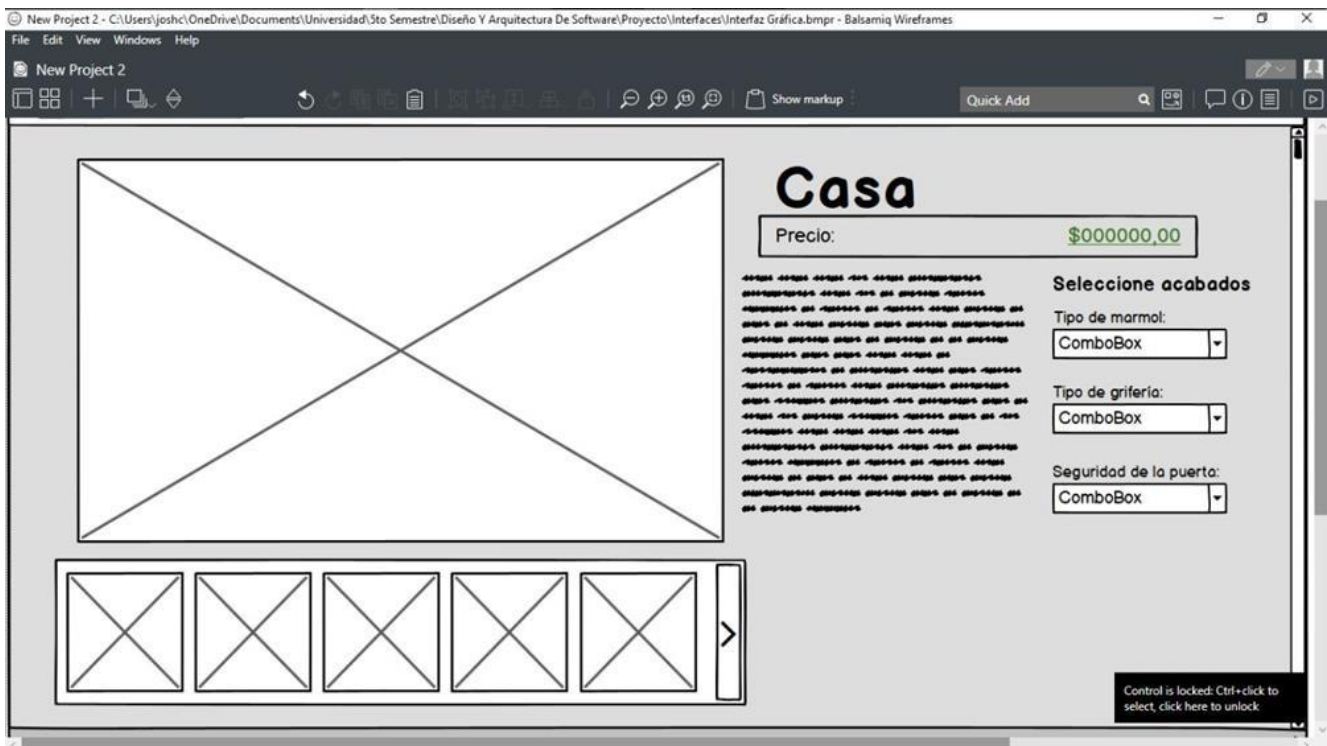 New Project 2 - C:\Users\joshc\OneDrive\Documents\Universidad\5to Semestre\Diseño Y Arquitectura De Software\Proyecto\Interfaces\Interfaz Gráfica.bmpr - Balsamiq Wireframes
File Edit View Windows Help
New Project 2
1:1
Show markup
Quick Add
Casa
Precio: $000000,00
Seleccione acabados
Tipo de marmol:
ComboBox
Tipo de grifería:
ComboBox
Seguridad de la puerta:
ComboBox
Control is locked: Ctrl+click to
select, click here to unlock